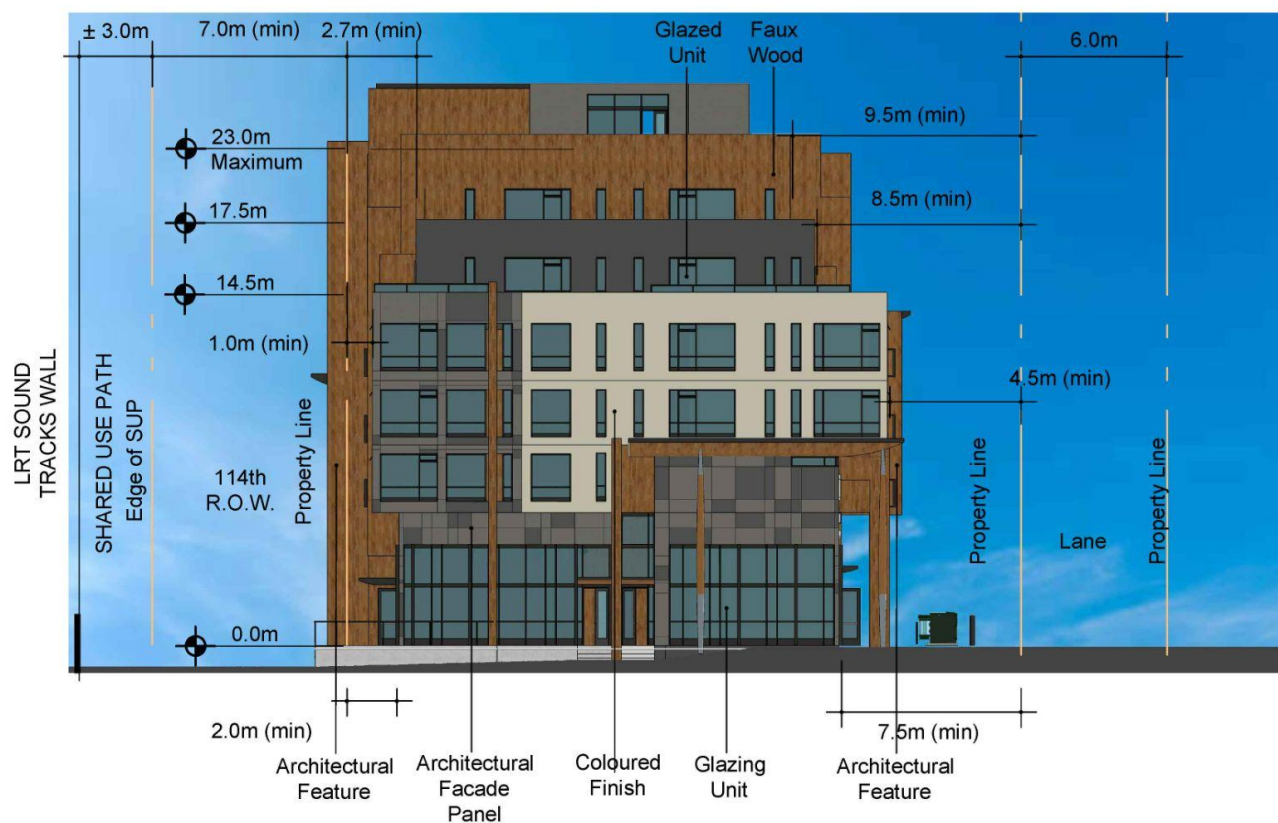 ± 3.0m
7.0m (min)
2.7m (min)
Glazed
Unit
Faux
Wood
6.0m
9.5m (min)
23.0m
Maximum
8.5m (min)
17.5m
14.5m
1.0m (min)
4.5m (min)
LRT SOUND
TRACKS WALL
SHARED USE PATH
Edge of SUP
114th
R.O.W.
Property Line
Property Line
Lane
Property Line
0.0m
2.0m (min)
7.5m (min)
Architectural
Feature
Architectural
Facade
Panel
Coloured
Finish
Glazing
Unit
Architectural
Feature